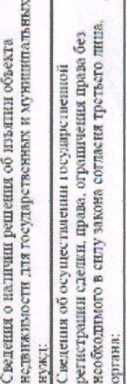 Сведения о наличии решения об изъятии объекта
недвижимости для государственных и муниципальных
нужд:
Сведения об осуществлении государственной
регистрации сделки, права, ограничения права без
необходимого в силу закона согласия третьего лица,
органа: